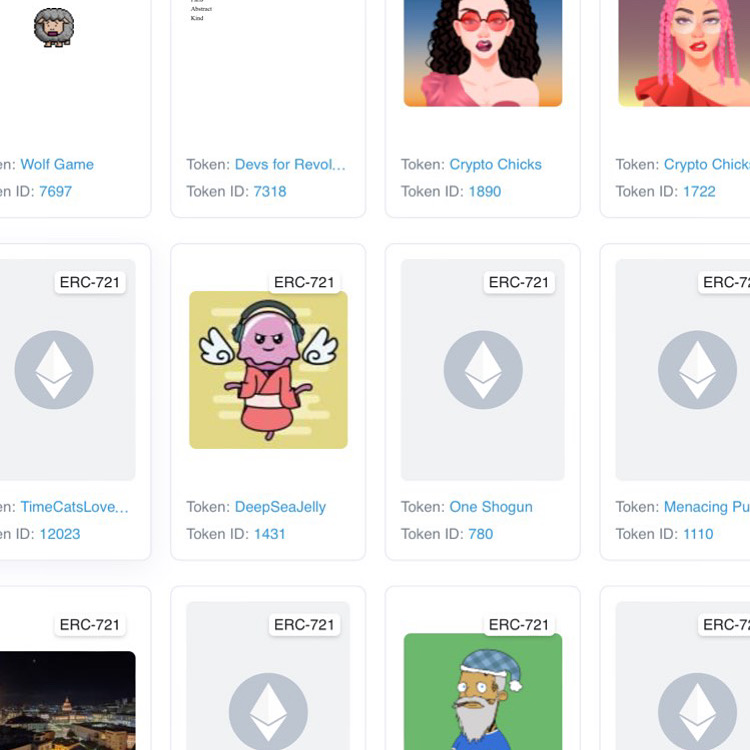 Abstract
Kind
en: Wolf Game
Token: Devs for Revol...
Token: Crypto Chicks
Token: Crypto Chick
en ID: 7697
Token ID: 7318
Token ID: 1890
Token ID: 1722
ERC-721
ERC-721
ERC-721
ERC-72
en: TimeCatsLove...
Token: DeepSeaJelly
Token: One Shogun
Token: Menacing Pu
en ID: 12023
Token ID: 1431
Token ID: 780
Token ID: 1110
ERC-721
ERC-721
ERC-721
ERC-72